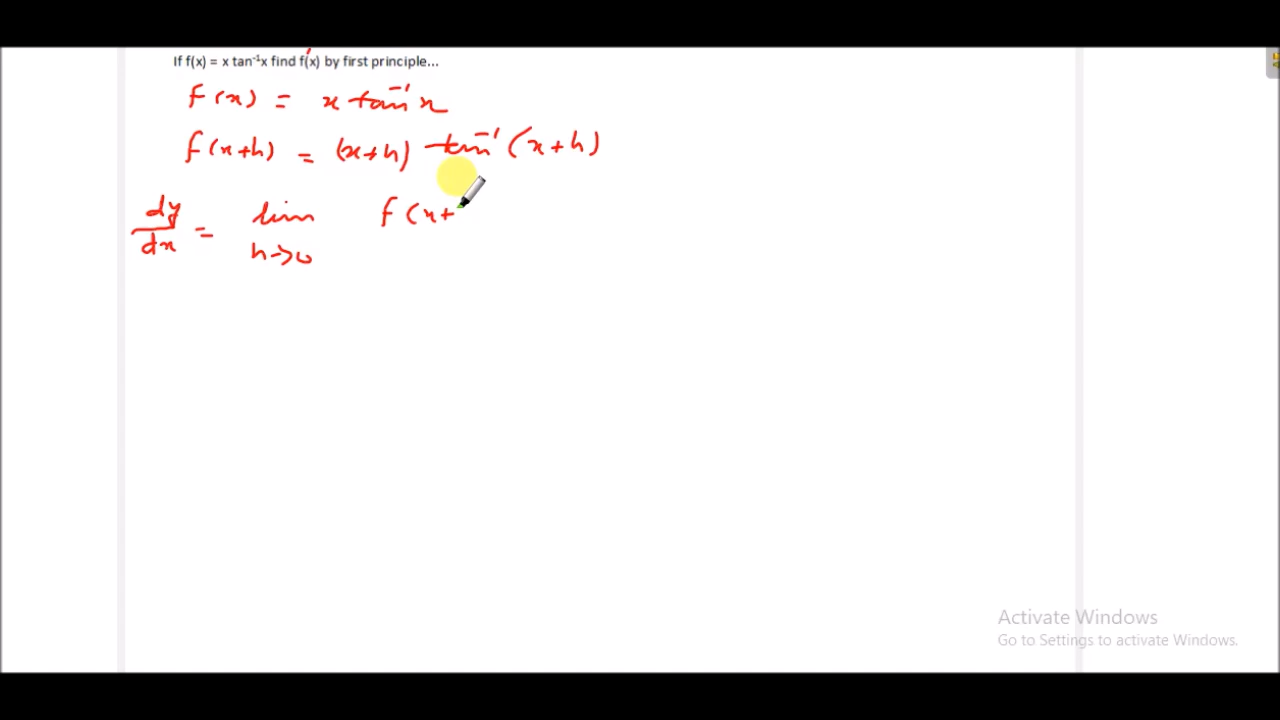 If f(x) = x tan⁻¹x find f'(x) by first principle...
f(x) = x tan⁻¹ x
f(x+h) = (x+h) tan⁻¹ (x+h)
dy/dx = lim h→0 f(x+
Activate Windows
Go to Settings to activate Windows.